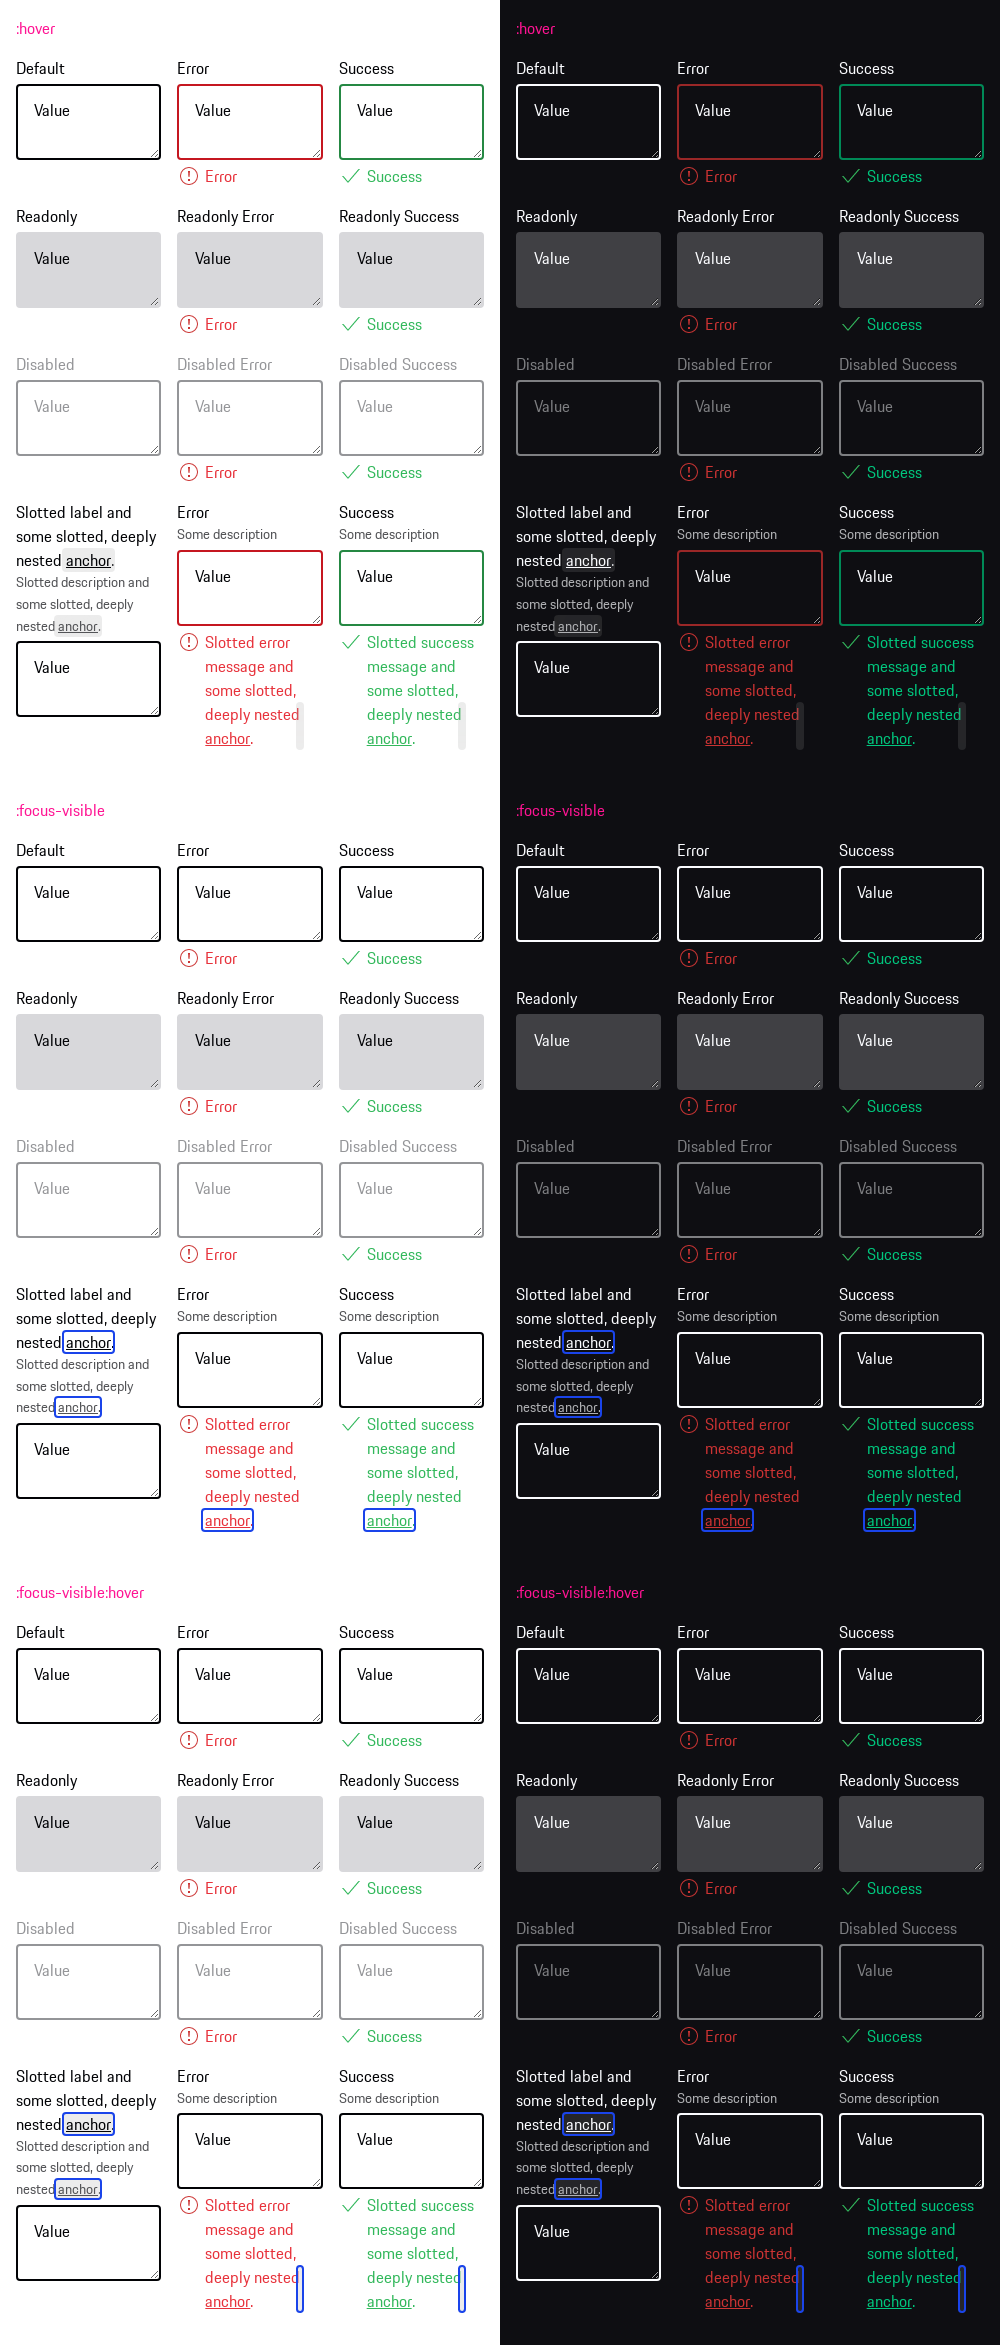 :hover
Default Error Success
Value Value Value
Error Success
Readonly Readonly Error Readonly Success
Value Value Value
Error Success
Disabled Disabled Error Disabled Success
Value Value Value
Error Success
Slotted label and
some slotted, deeply
nested anchor.
Slotted description and
some slotted, deeply
nested anchor.
Value
Error
Some description
Value
Slotted error
message and
some slotted,
deeply nested
anchor.
Success
Some description
Value
Slotted success
message and
some slotted,
deeply nested
anchor.
:focus-visible
Default Error Success
Value Value Value
Error Success
Readonly Readonly Error Readonly Success
Value Value Value
Error Success
Disabled Disabled Error Disabled Success
Value Value Value
Error Success
Slotted label and
some slotted, deeply
nested anchor.
Slotted description and
some slotted, deeply
nested anchor.
Value
Error
Some description
Value
Slotted error
message and
some slotted,
deeply nested
anchor.
Success
Some description
Value
Slotted success
message and
some slotted,
deeply nested
anchor.
:focus-visible:hover
Default Error Success
Value Value Value
Error Success
Readonly Readonly Error Readonly Success
Value Value Value
Error Success
Disabled Disabled Error Disabled Success
Value Value Value
Error Success
Slotted label and
some slotted, deeply
nested anchor.
Slotted description and
some slotted, deeply
nested anchor.
Value
Error
Some description
Value
Slotted error
message and
some slotted,
deeply nested
anchor.
Success
Some description
Value
Slotted success
message and
some slotted,
deeply nested
anchor.
:hover
Default Error Success
Value Value Value
Error Success
Readonly Readonly Error Readonly Success
Value Value Value
Error Success
Disabled Disabled Error Disabled Success
Value Value Value
Error Success
Slotted label and
some slotted, deeply
nested anchor.
Slotted description and
some slotted, deeply
nested anchor.
Value
Error
Some description
Value
Slotted error
message and
some slotted,
deeply nested
anchor.
Success
Some description
Value
Slotted success
message and
some slotted,
deeply nested
anchor.
:focus-visible
Default Error Success
Value Value Value
Error Success
Readonly Readonly Error Readonly Success
Value Value Value
Error Success
Disabled Disabled Error Disabled Success
Value Value Value
Error Success
Slotted label and
some slotted, deeply
nested anchor.
Slotted description and
some slotted, deeply
nested anchor.
Value
Error
Some description
Value
Slotted error
message and
some slotted,
deeply nested
anchor.
Success
Some description
Value
Slotted success
message and
some slotted,
deeply nested
anchor.
:focus-visible:hover
Default Error Success
Value Value Value
Error Success
Readonly Readonly Error Readonly Success
Value Value Value
Error Success
Disabled Disabled Error Disabled Success
Value Value Value
Error Success
Slotted label and
some slotted, deeply
nested anchor.
Slotted description and
some slotted, deeply
nested anchor.
Value
Error
Some description
Value
Slotted error
message and
some slotted,
deeply nested
anchor.
Success
Some description
Value
Slotted success
message and
some slotted,
deeply nested
anchor.